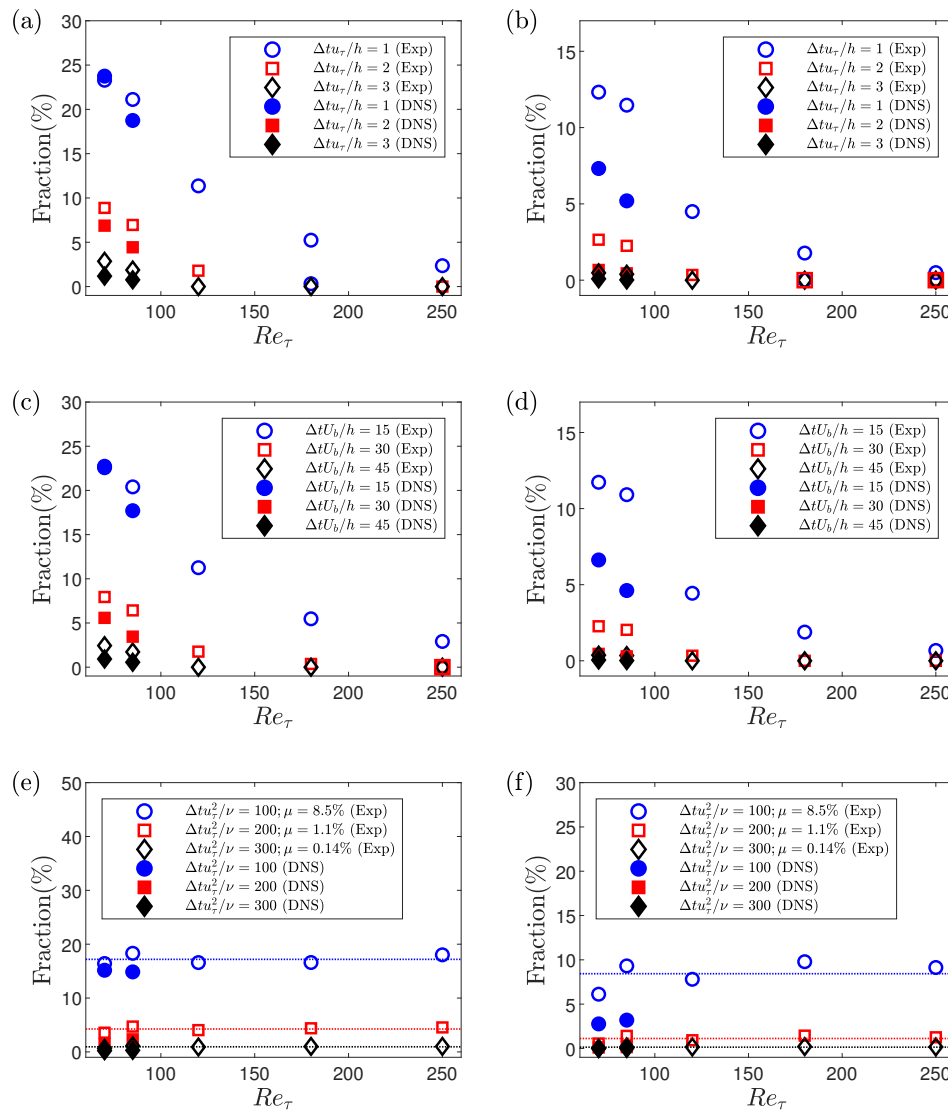 (a)
30
25
20
15
10
5
0
Fraction(%)
100 150 200 250
Re_τ
Δtu_τ/h = 1 (Exp)
Δtu_τ/h = 2 (Exp)
Δtu_τ/h = 3 (Exp)
Δtu_τ/h = 1 (DNS)
Δtu_τ/h = 2 (DNS)
Δtu_τ/h = 3 (DNS)
(b)
15
10
5
0
Fraction(%)
100 150 200 250
Re_τ
Δtu_τ/h = 1 (Exp)
Δtu_τ/h = 2 (Exp)
Δtu_τ/h = 3 (Exp)
Δtu_τ/h = 1 (DNS)
Δtu_τ/h = 2 (DNS)
Δtu_τ/h = 3 (DNS)
(c)
30
25
20
15
10
5
0
Fraction(%)
100 150 200 250
Re_τ
ΔtU_b/h = 15 (Exp)
ΔtU_b/h = 30 (Exp)
ΔtU_b/h = 45 (Exp)
ΔtU_b/h = 15 (DNS)
ΔtU_b/h = 30 (DNS)
ΔtU_b/h = 45 (DNS)
(d)
15
10
5
0
Fraction(%)
100 150 200 250
Re_τ
ΔtU_b/h = 15 (Exp)
ΔtU_b/h = 30 (Exp)
ΔtU_b/h = 45 (Exp)
ΔtU_b/h = 15 (DNS)
ΔtU_b/h = 30 (DNS)
ΔtU_b/h = 45 (DNS)
(e)
50
40
30
20
10
0
Fraction(%)
100 150 200 250
Re_τ
Δtu_τ²/ν = 100; μ = 8.5% (Exp)
Δtu_τ²/ν = 200; μ = 1.1% (Exp)
Δtu_τ²/ν = 300; μ = 0.14% (Exp)
Δtu_τ²/ν = 100 (DNS)
Δtu_τ²/ν = 200 (DNS)
Δtu_τ²/ν = 300 (DNS)
(f)
30
25
20
15
10
5
0
Fraction(%)
100 150 200 250
Re_τ
Δtu_τ²/ν = 100; μ = 8.5% (Exp)
Δtu_τ²/ν = 200; μ = 1.1% (Exp)
Δtu_τ²/ν = 300; μ = 0.14% (Exp)
Δtu_τ²/ν = 100 (DNS)
Δtu_τ²/ν = 200 (DNS)
Δtu_τ²/ν = 300 (DNS)